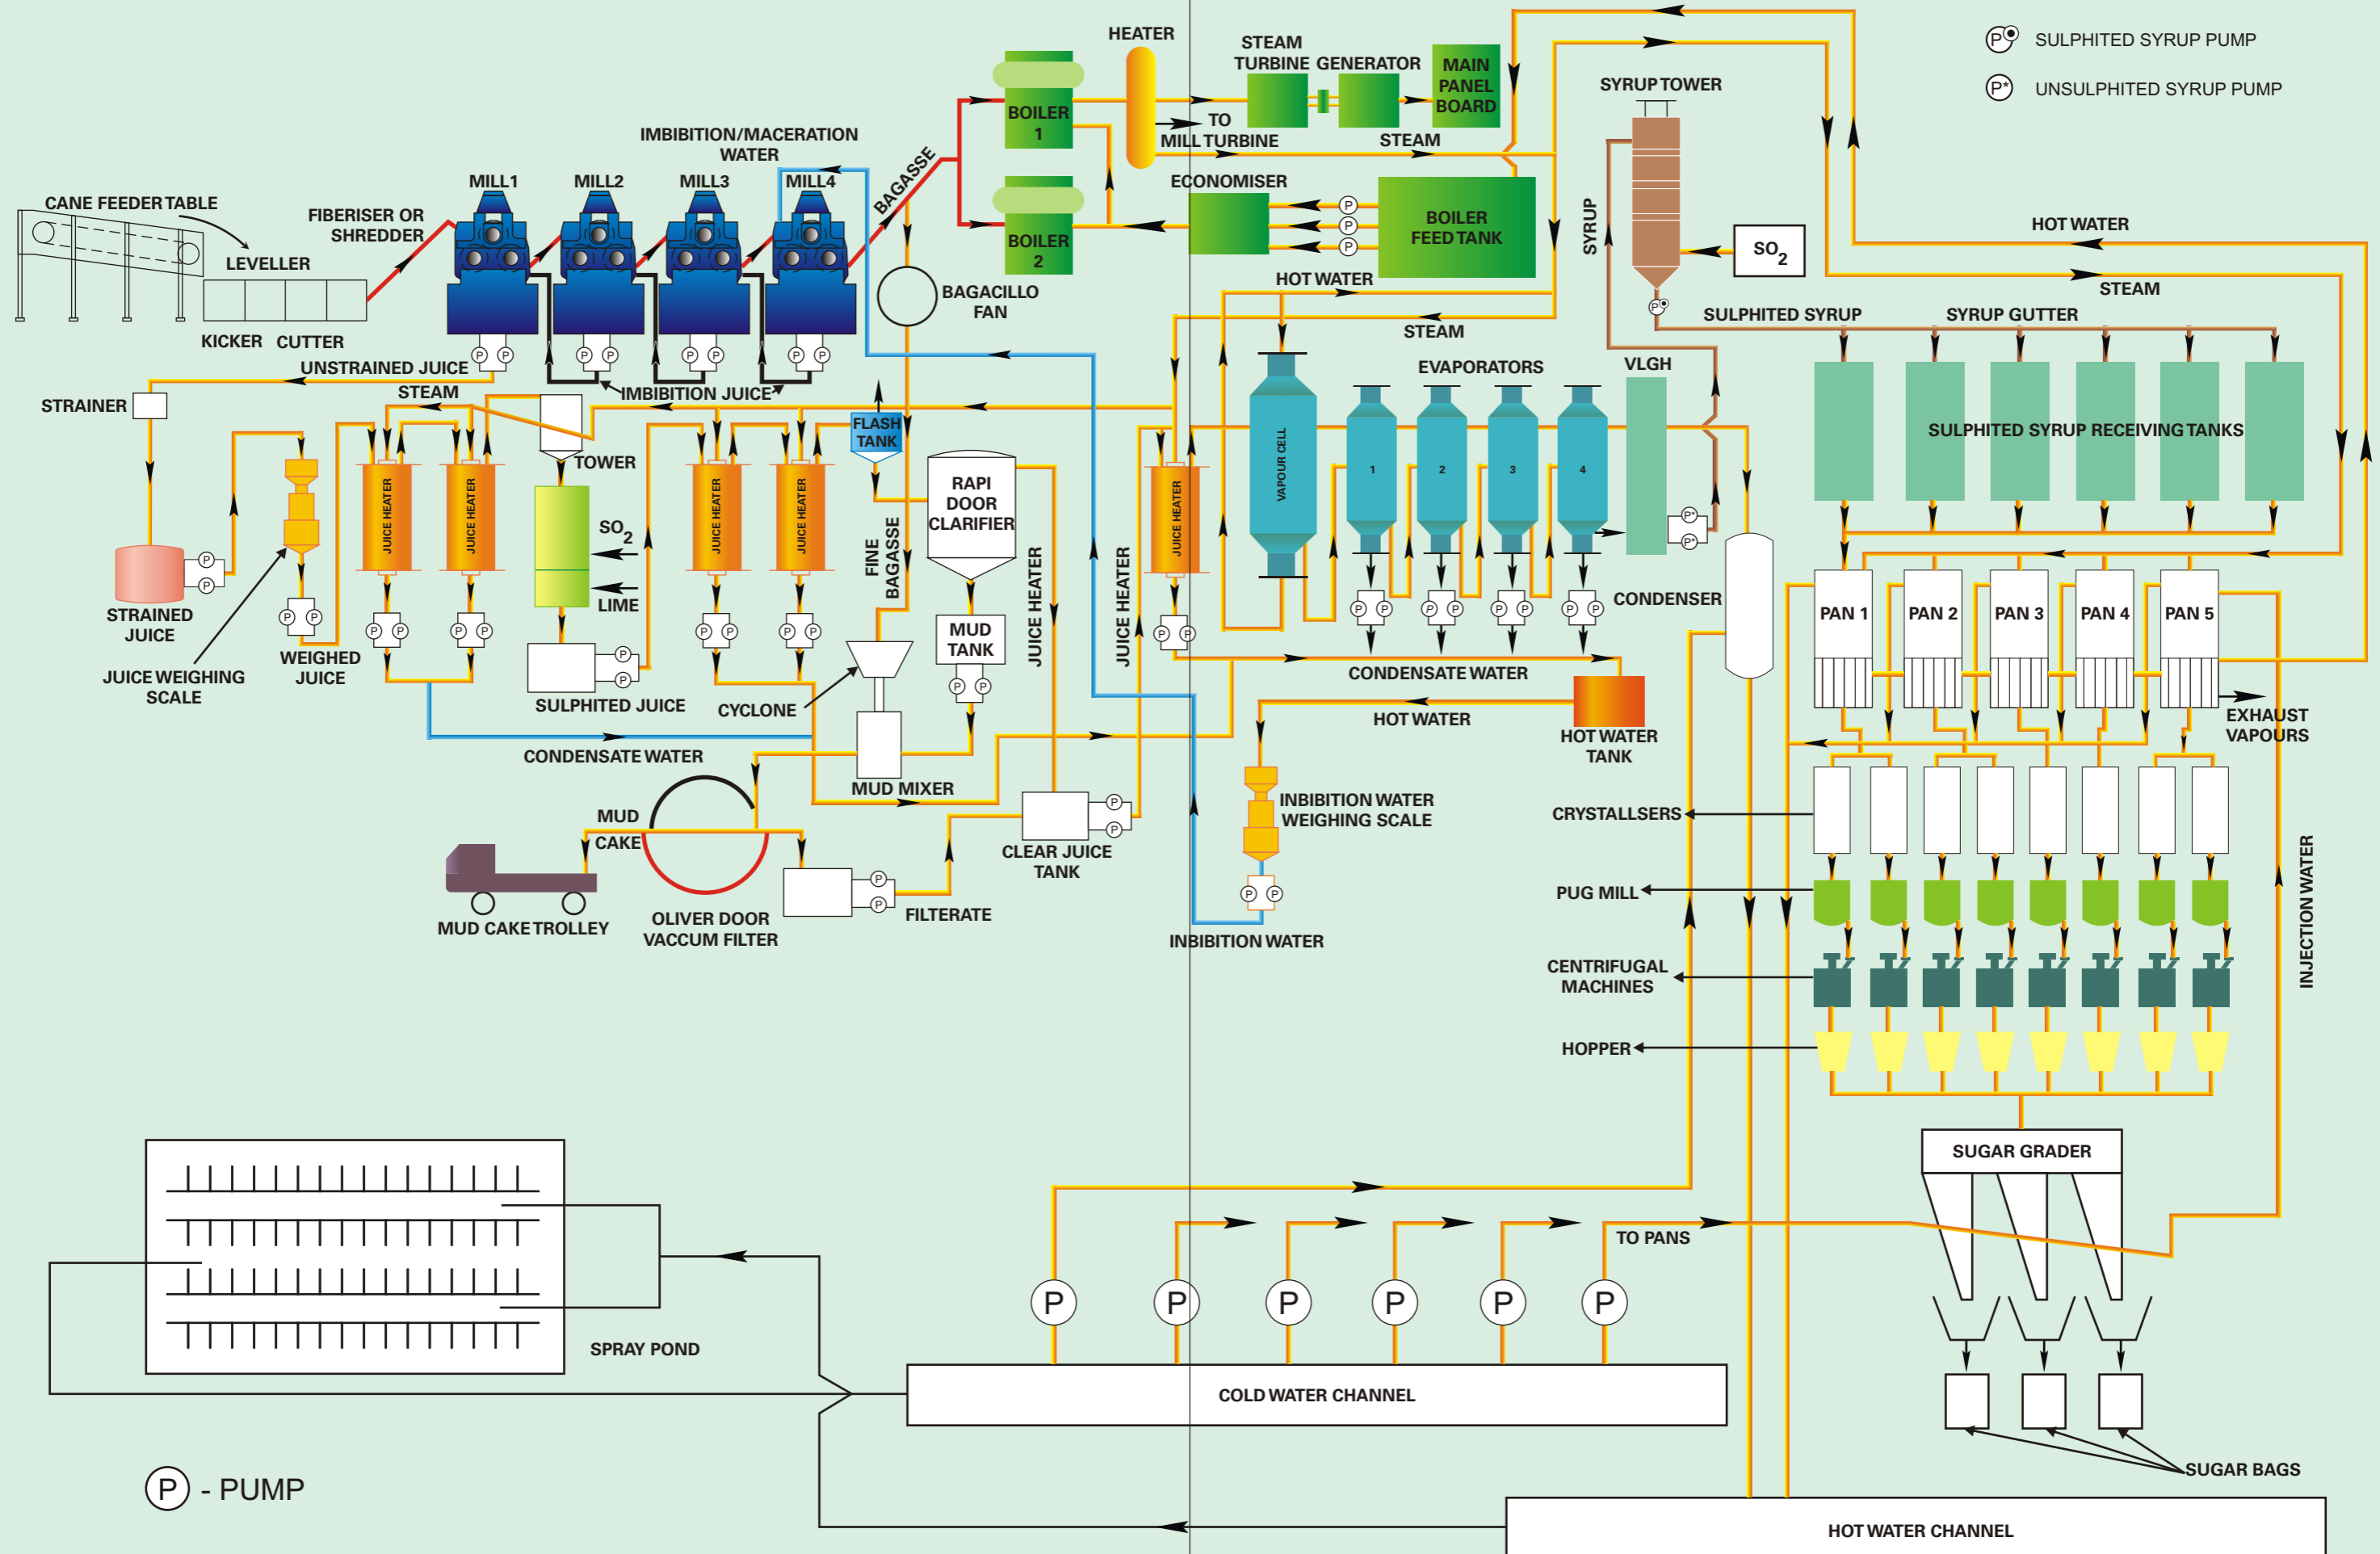 HEATER
STEAM
TURBINE
GENERATOR
MAIN
PANEL
BOARD
P
SULPHITED SYRUP PUMP
P*
UNSULPHITED SYRUP PUMP
SYRUP TOWER
BOILER
1
TO
MILL TURBINE
STEAM
IMBIBITION/MACERATION
WATER
BAGASSE
MILL1
MILL2
MILL3
MILL4
CANE FEEDER TABLE
FIBERISER OR
SHREDDER
LEVELLER
KICKER
CUTTER
BOILER
2
ECONOMISER
P
P
P
BOILER
FEED TANK
SYRUP
SO2
HOT WATER
STEAM
HOT WATER
BAGACILLO
FAN
P
SULPHITED SYRUP
SYRUP GUTTER
STEAM
P
P
P
P
P
P
P
P
UNSTRAINED JUICE
STEAM
IMBIBITION JUICE
STRAINER
EVAPORATORS
VLGH
FLASH
TANK
TOWER
RAPI
DOOR
CLARIFIER
JUICE HEATER
JUICE HEATER
JUICE HEATER
JUICE HEATER
JUICE HEATER
VAPOUR CELL
1
2
3
4
SULPHITED SYRUP RECEIVING TANKS
SO2
LIME
FINE
BAGASSE
JUICE HEATER
JUICE HEATER
P*
P*
P
P
STRAINED
JUICE
P
P
WEIGHED
JUICE
JUICE WEIGHING
SCALE
P
P
P
P
P
P
SULPHITED JUICE
P
P
P
P
MUD
TANK
P
P
P
P
P
P
P
P
P
P
P
P
CONDENSER
PAN 1
PAN 2
PAN 3
PAN 4
PAN 5
CYCLONE
CONDENSATE WATER
CONDENSATE WATER
HOT WATER
HOT WATER
TANK
EXHAUST
VAPOURS
MUD MIXER
MUD
CAKE
INBIBITION WATER
WEIGHING SCALE
CRYSTALLSERS
P
P
CLEAR JUICE
TANK
P
P
FILTERATE
P
P
INBIBITION WATER
MUD CAKE TROLLEY
OLIVER DOOR
VACCUM FILTER
PUG MILL
CENTRIFUGAL
MACHINES
INJECTION WATER
HOPPER
SUGAR GRADER
TO PANS
P
P
P
P
P
P
SPRAY POND
COLD WATER CHANNEL
SUGAR BAGS
P - PUMP
HOT WATER CHANNEL